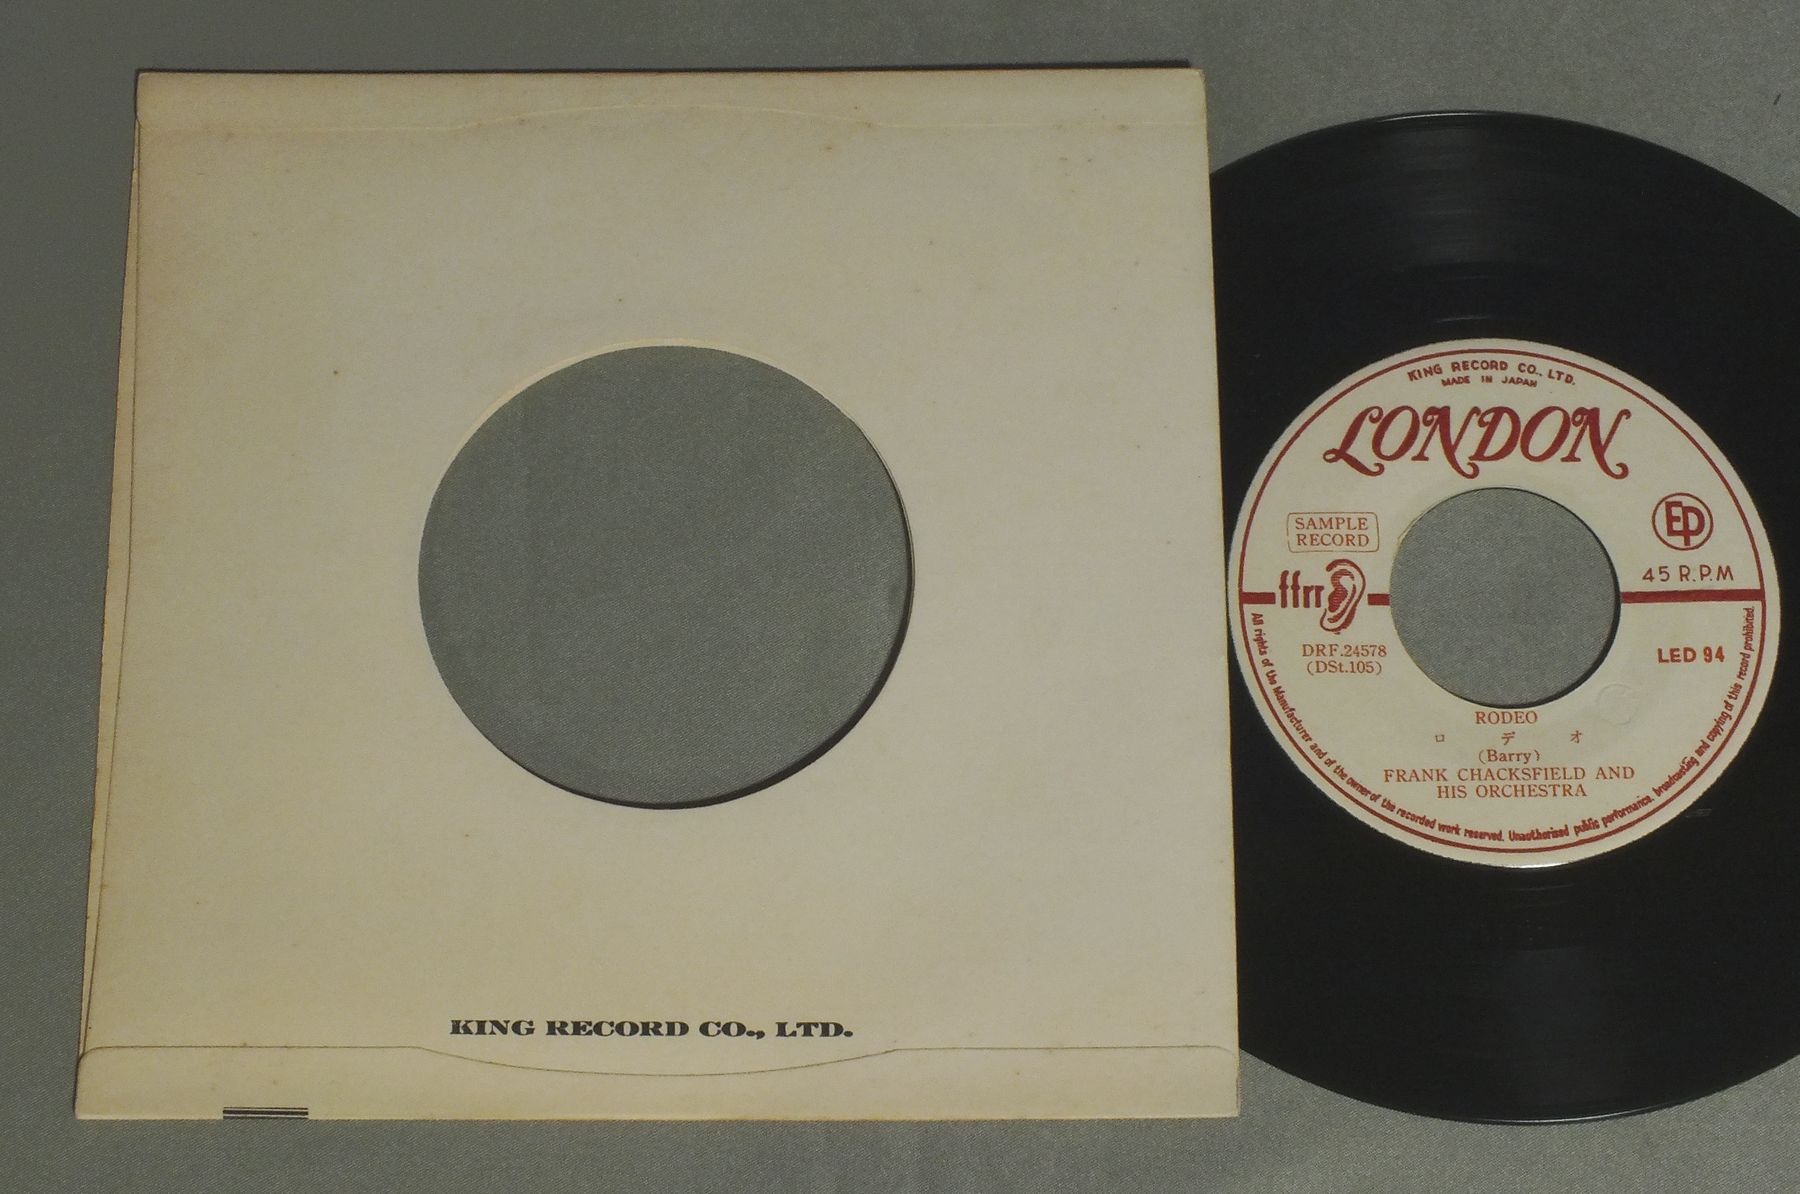 KING RECORD CO., LTD.
KING RECORD CO., LTD.
MADE IN JAPAN
LONDON
SAMPLE
RECORD
EP
ffrr
45 R.P.M
DRF.24578
(DSt.105)
LED 94
RODEO
ロデオ
(Barry)
FRANK CHACKSFIELD AND
HIS ORCHESTRA
All rights of the Manufacturer and of the owner of the recorded work reserved. Unauthorised public performance, broadcasting and copying of this record prohibited.